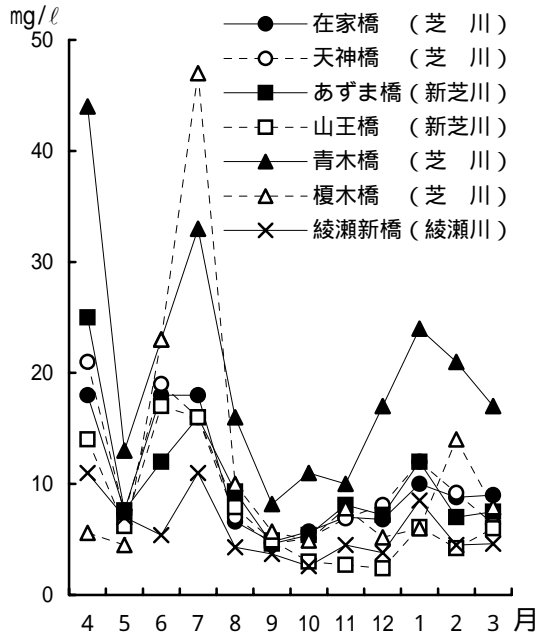 mg/ℓ
50
40
30
20
10
0
在家橋 （芝 川）
天神橋 （芝 川）
あずま橋（新芝川）
山王橋 （新芝川）
青木橋 （芝 川）
榎木橋 （芝 川）
綾瀬新橋（綾瀬川）
4 5 6 7 8 9 10 11 12 1 2 3 月